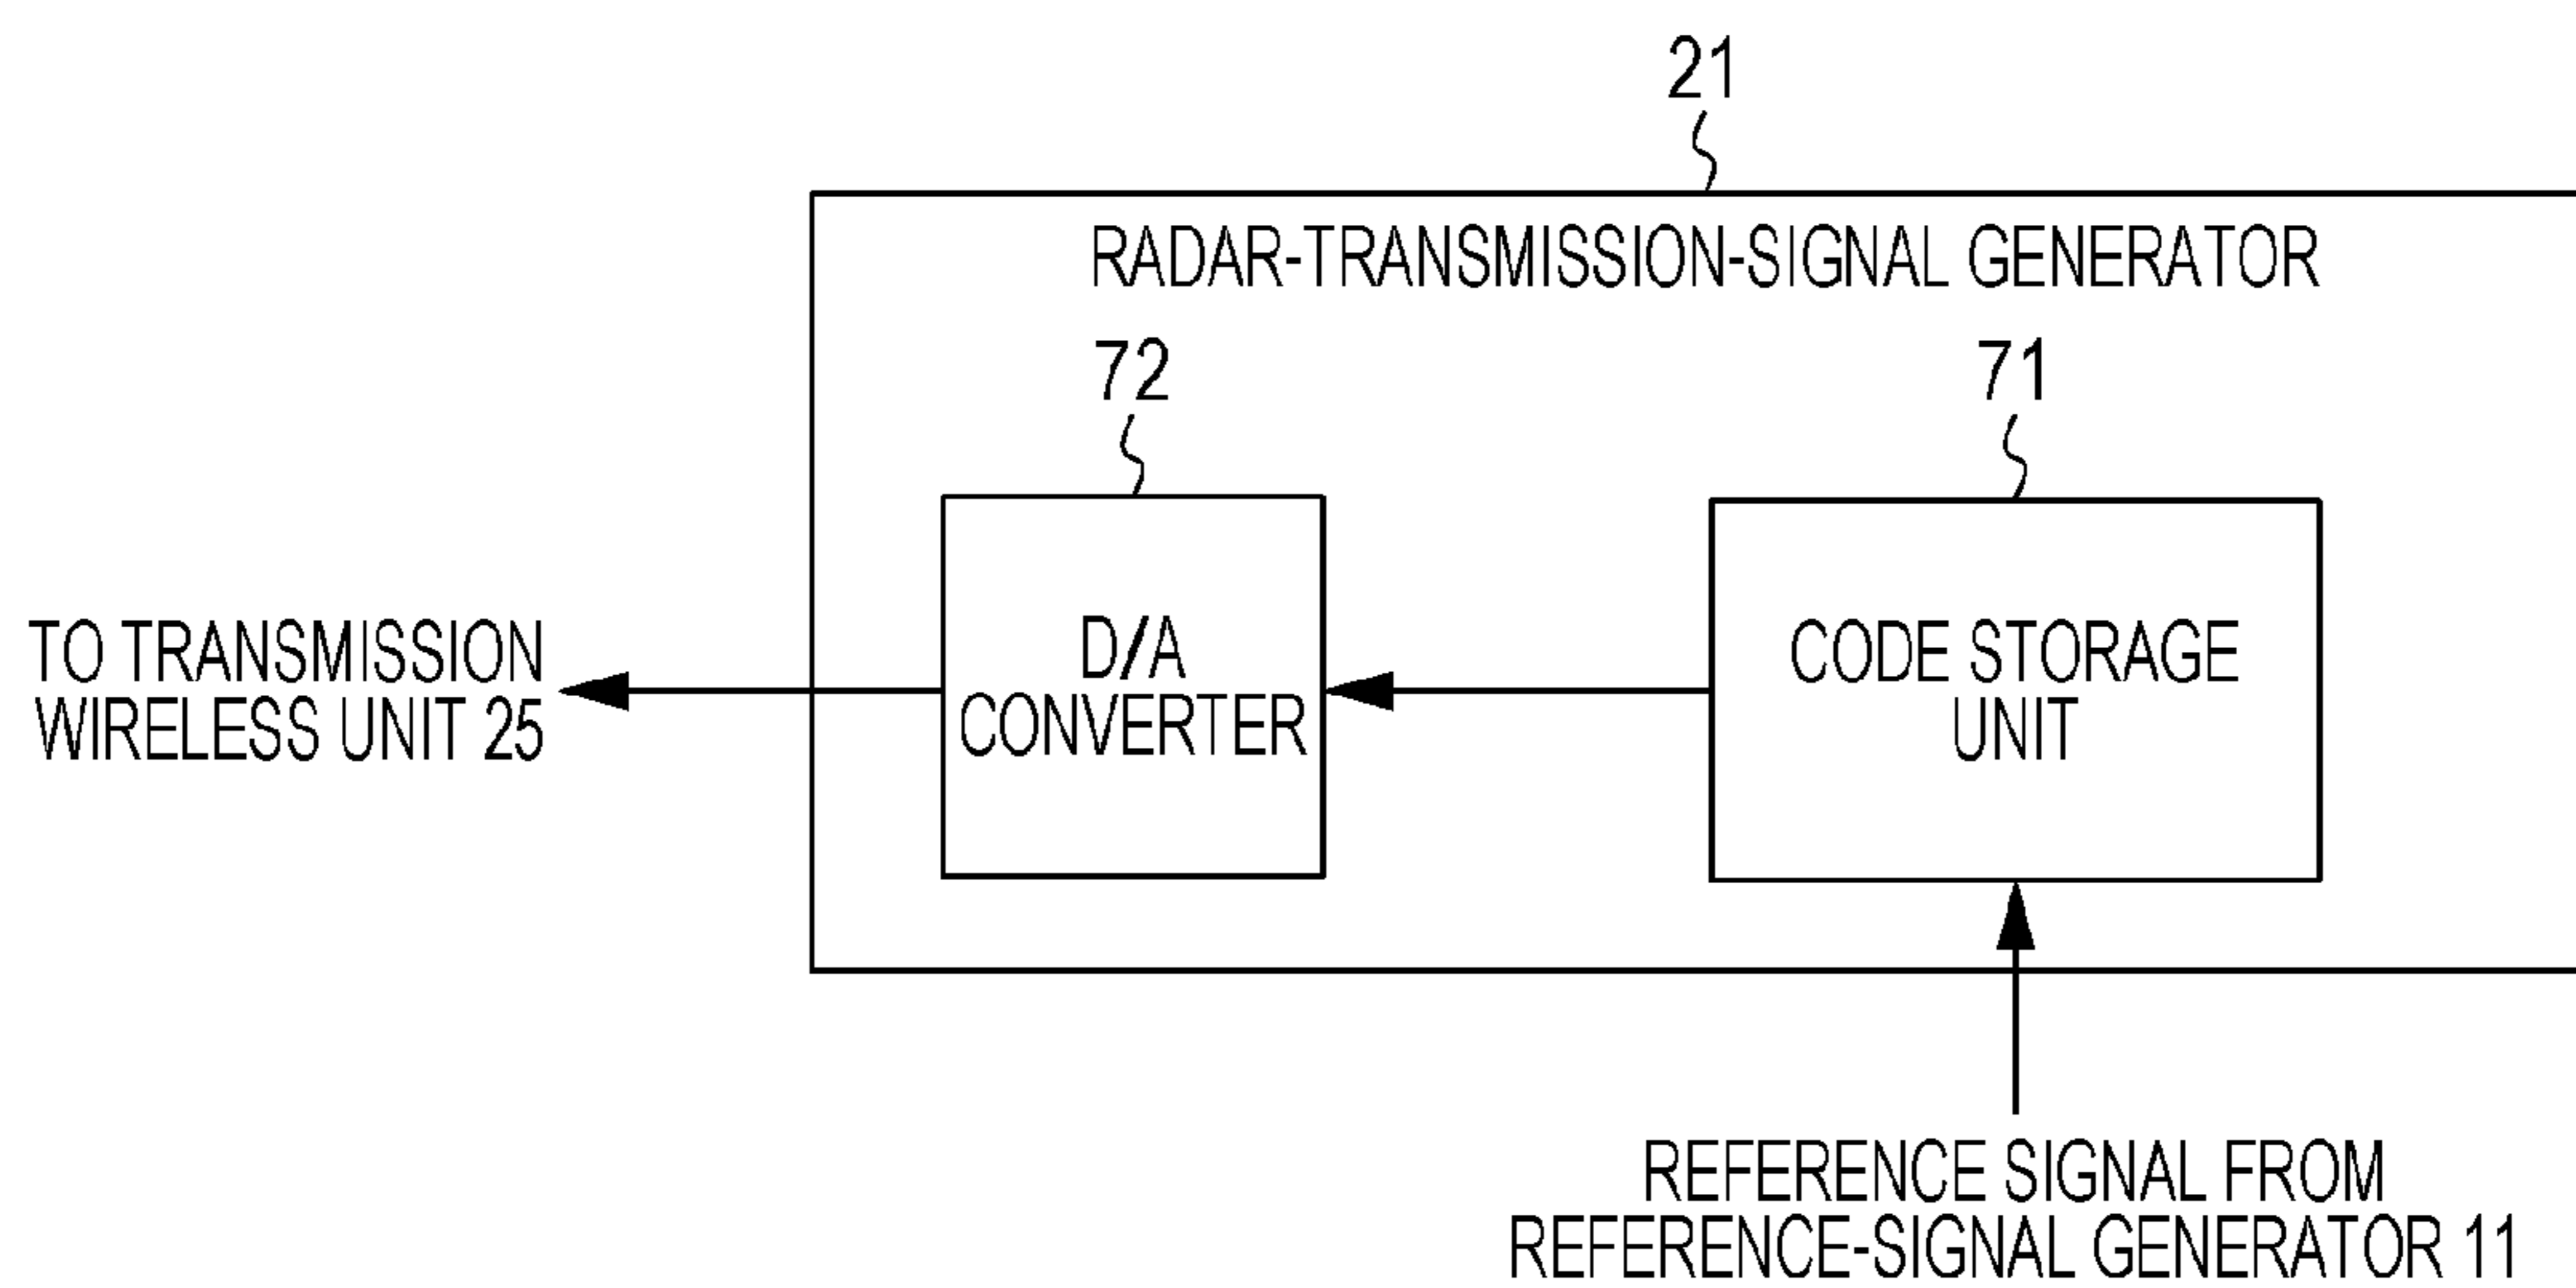 21
RADAR-TRANSMISSION-SIGNAL GENERATOR
72
71
D/A
CONVERTER
CODE STORAGE
UNIT
TO TRANSMISSION
WIRELESS UNIT 25
REFERENCE SIGNAL FROM
REFERENCE-SIGNAL GENERATOR 11